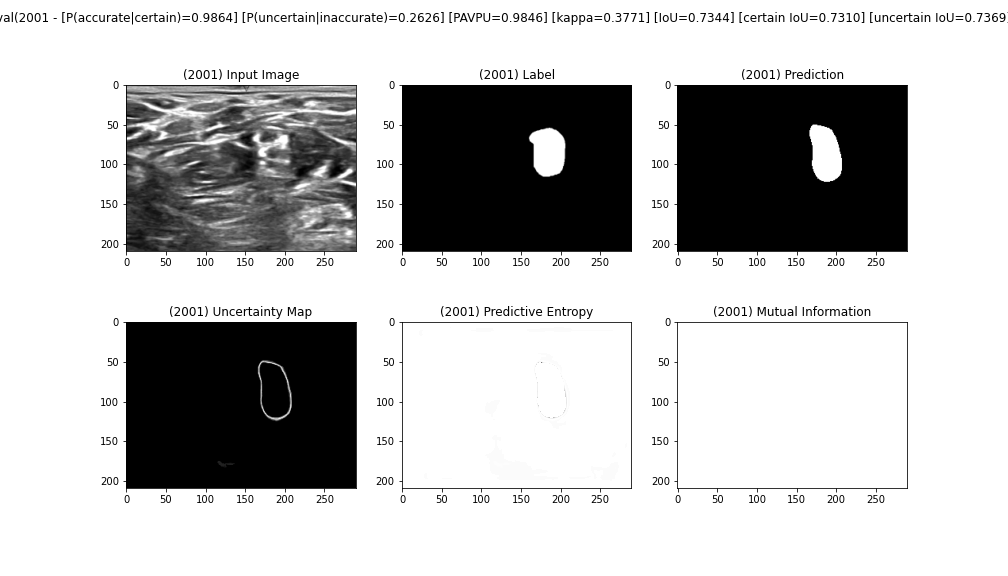 val(2001 - [P(accurate|certain)=0.9864] [P(uncertain|inaccurate)=0.2626] [PAVPU=0.9846] [kappa=0.3771] [IoU=0.7344] [certain IoU=0.7310] [uncertain IoU=0.7369]
(2001) Input Image
0
50
100
150
200
0 50 100 150 200 250
(2001) Label
0
50
100
150
200
0 50 100 150 200 250
(2001) Prediction
0
50
100
150
200
0 50 100 150 200 250
(2001) Uncertainty Map
0
50
100
150
200
0 50 100 150 200 250
(2001) Predictive Entropy
0
50
100
150
200
0 50 100 150 200 250
(2001) Mutual Information
0
50
100
150
200
0 50 100 150 200 250